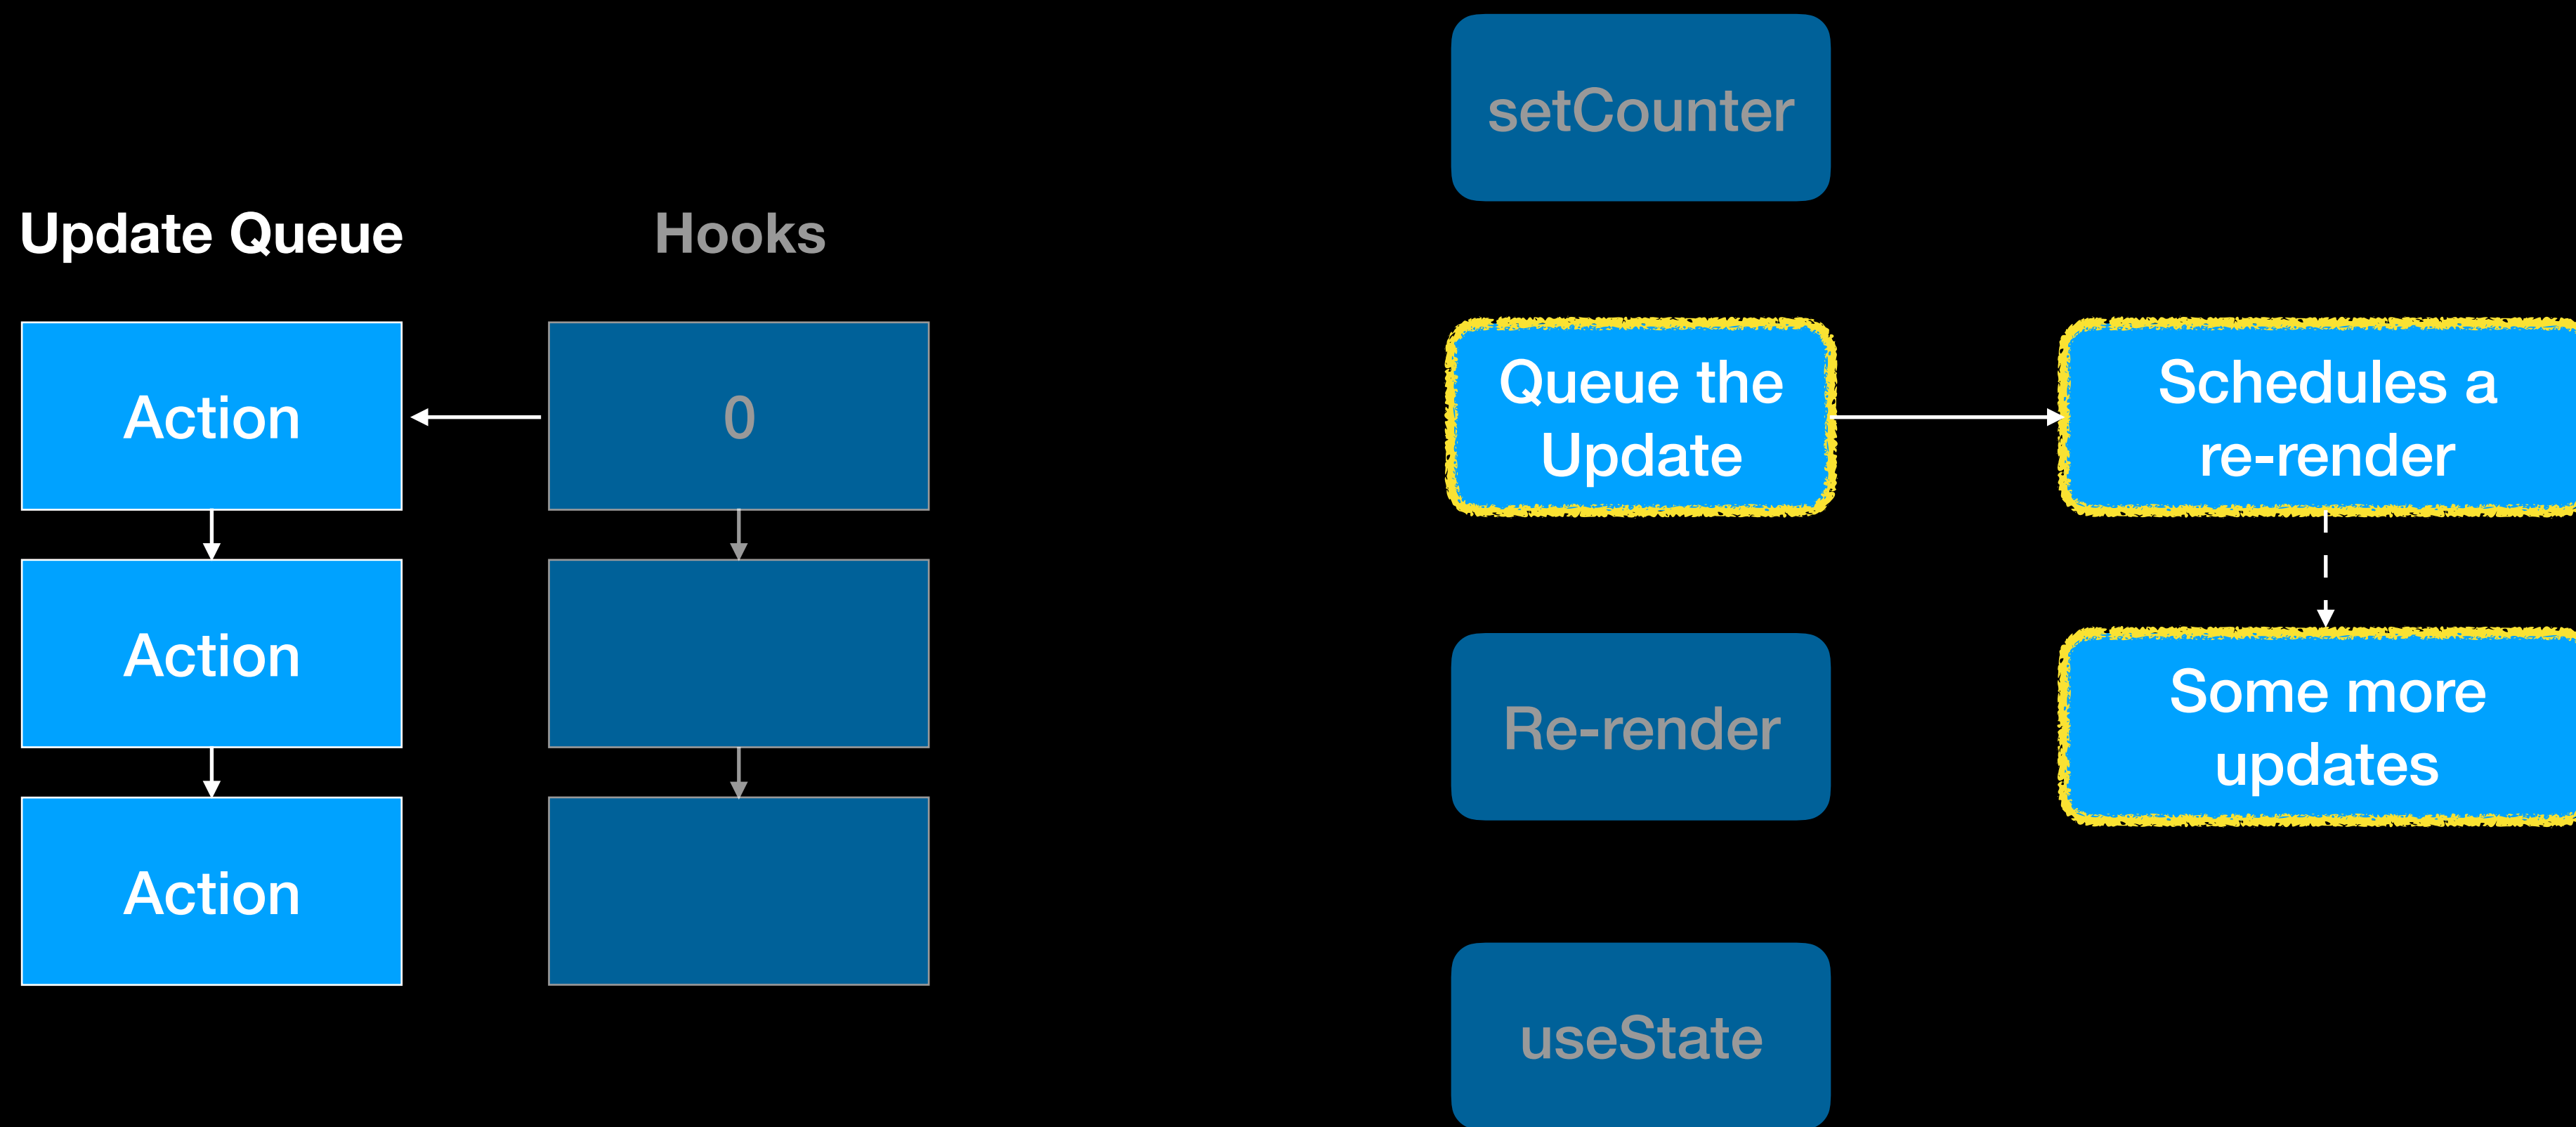 setCounter
Update Queue
Hooks
Action
0
Queue the
Update
Schedules a
re-render
Action
Re-render
Some more
updates
Action
useState